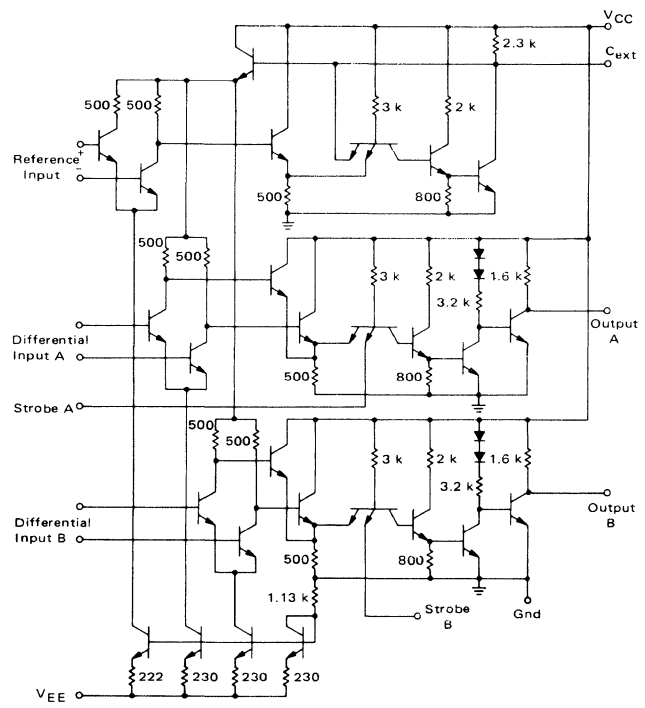 VCC
2.3 k
Cext
500
500
3 k
2 k
Reference
Input
+
−
500
800
500
500
3 k
2 k
1.6 k
3.2 k
Differential
Input A
Output
A
500
800
Strobe A
500
500
3 k
2 k
1.6 k
3.2 k
Differential
Input B
Output
B
500
800
1.13 k
Strobe
B
Gnd
222
230
230
230
VEE